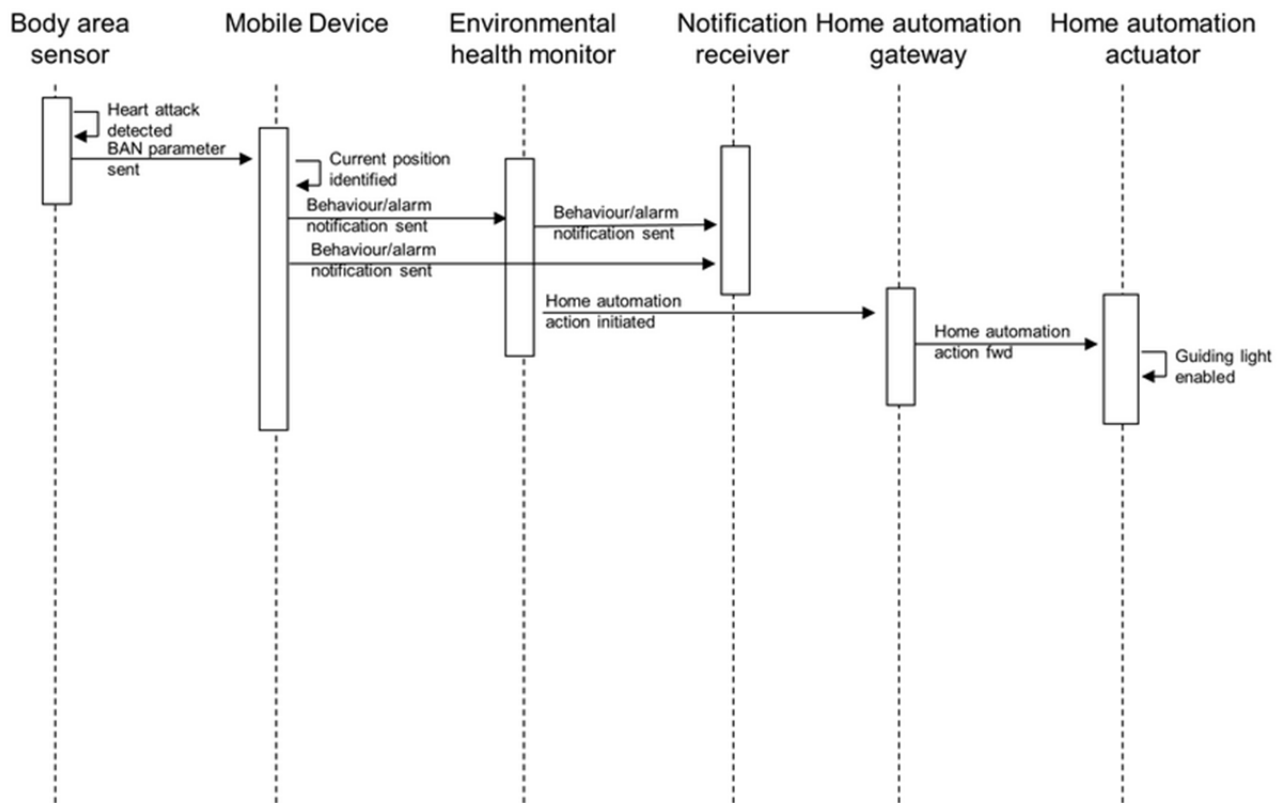 Body area
sensor
Mobile Device
Environmental
health monitor
Notification
receiver
Home automation
gateway
Home automation
actuator
Heart attack
detected
BAN parameter
sent
Current position
identified
Behaviour/alarm
notification sent
Behaviour/alarm
notification sent
Behaviour/alarm
notification sent
Home automation
action initiated
Home automation
action fwd
Guiding light
enabled